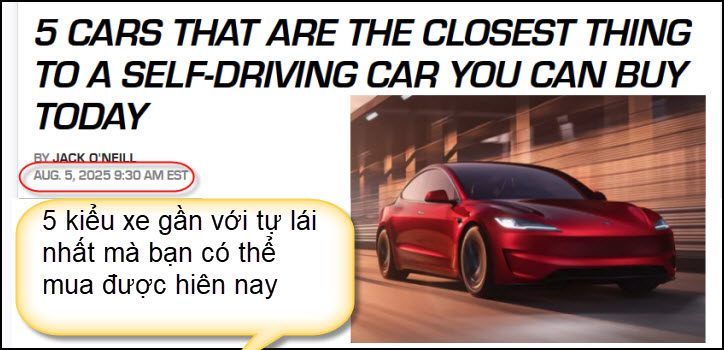 5 CARS THAT ARE THE CLOSEST THING
TO A SELF-DRIVING CAR YOU CAN BUY
TODAY
BY JACK O'NEILL
AUG. 5, 2025 9:30 AM EST
5 kiểu xe gần với tự lái
nhất mà bạn có thể
mua được hiên nay